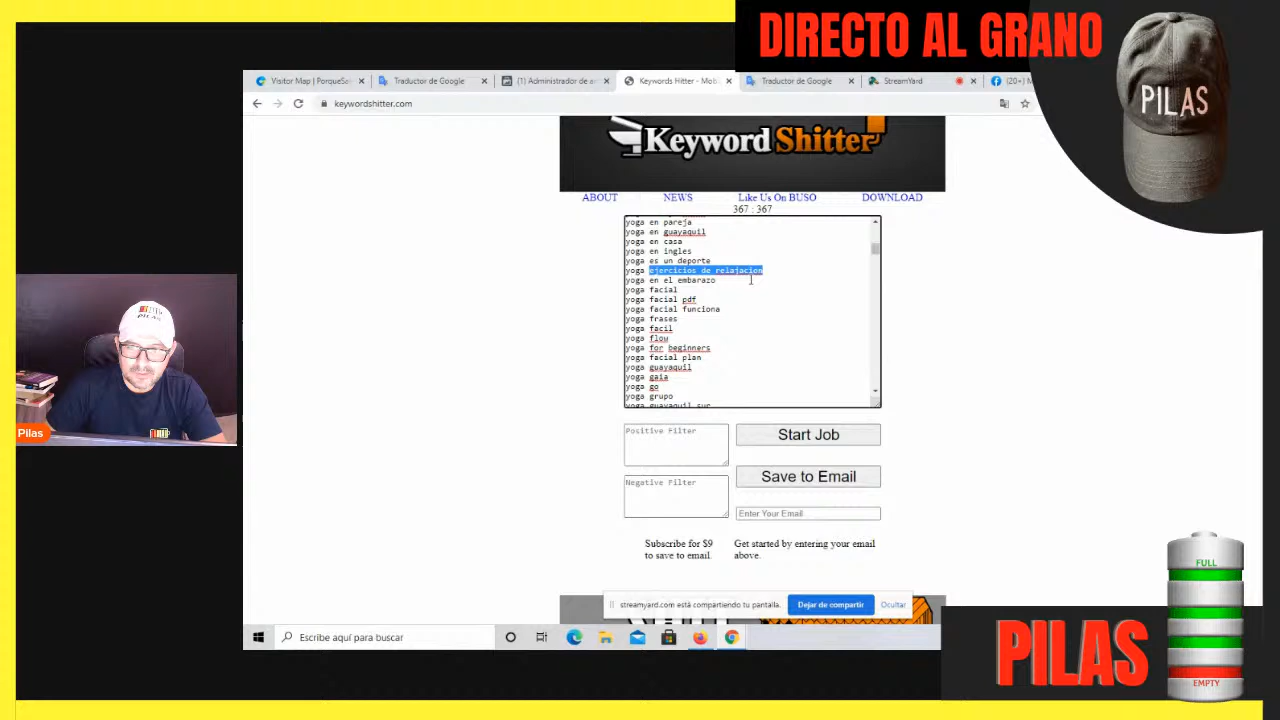 DIRECTO AL GRANO
PILAS
Visitor Map | PorqueSe
Traductor de Google
(1) Administrador de an
Keywords Hitter - Mob
Traductor de Google
StreamYard
(20+) M
keywordshitter.com
Keyword Shitter
ABOUT NEWS Like Us On BUSO DOWNLOAD
367 : 367
yoga en pareja
yoga en guayaquil
yoga en casa
yoga en ingles
yoga es un deporte
yoga ejercicios de relajacion
yoga en el embarazo
yoga facial
yoga facial pdf
yoga facial funciona
yoga frases
yoga facil
yoga flow
yoga for beginners
yoga facial plan
yoga guayaquil
yoga gaia
yoga go
yoga grupo
yoga guayaquil sur
Positive Filter
Start Job
Negative Filter
Save to Email
Enter Your Email
Subscribe for $9
to save to email.
Get started by entering your email
above.
streamyard.com está compartiendo tu pantalla.
Dejar de compartir
Ocultar
Escribe aquí para buscar
PILAS
Pilas
PILAS
FULL
EMPTY